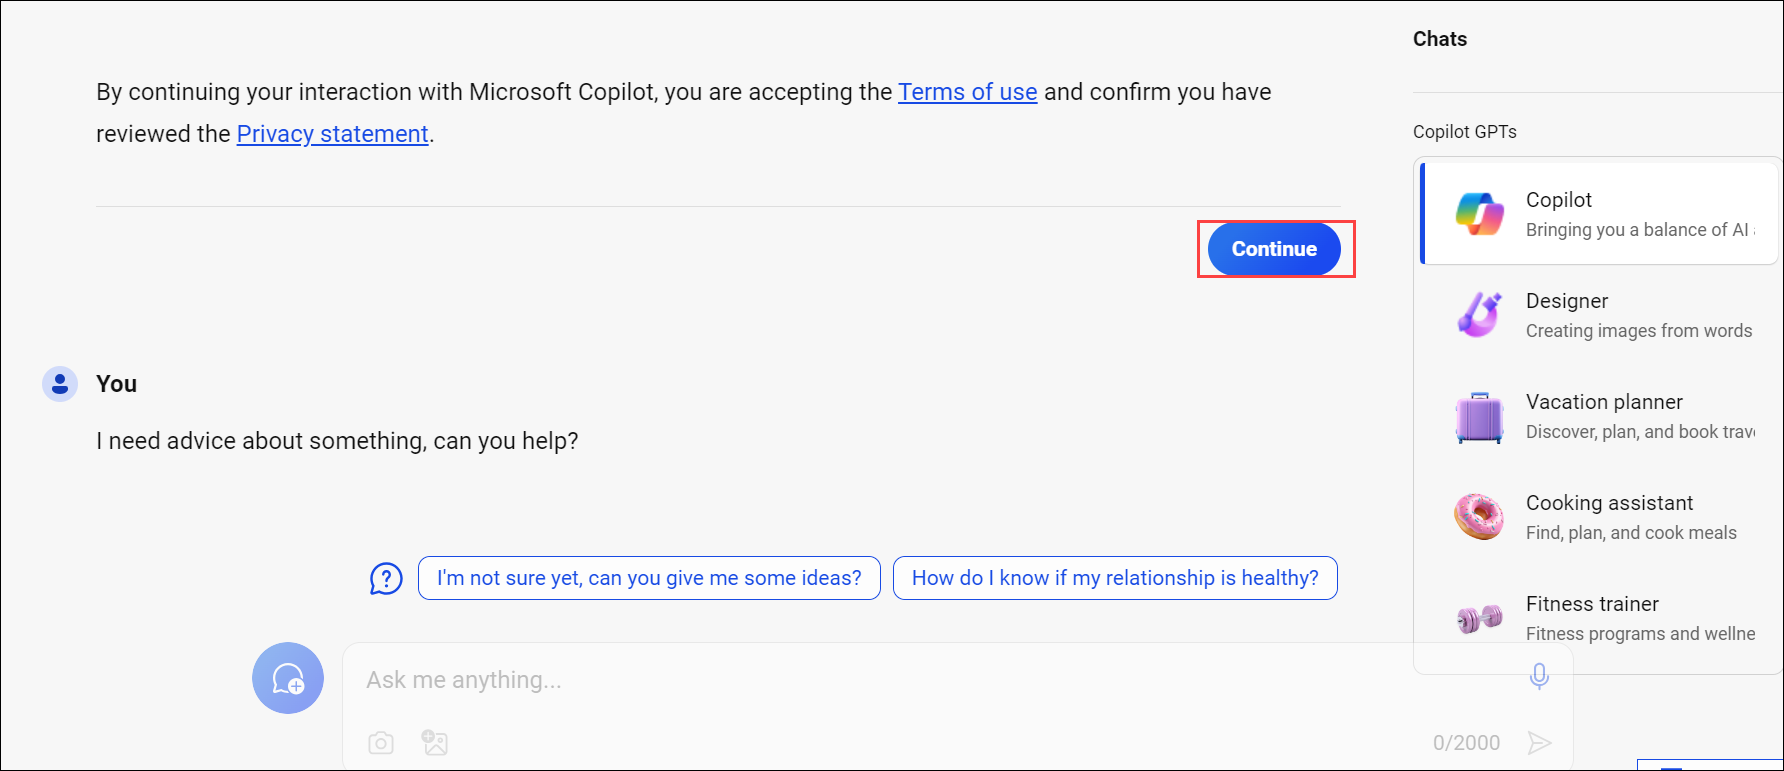 By continuing your interaction with Microsoft Copilot, you are accepting the Terms of use and confirm you have
reviewed the Privacy statement.
Continue
You
I need advice about something, can you help?
I'm not sure yet, can you give me some ideas?
How do I know if my relationship is healthy?
Ask me anything...
0/2000
Chats
Copilot GPTs
Copilot
Bringing you a balance of AI
Designer
Creating images from words
Vacation planner
Discover, plan, and book trav
Cooking assistant
Find, plan, and cook meals
Fitness trainer
Fitness programs and wellne